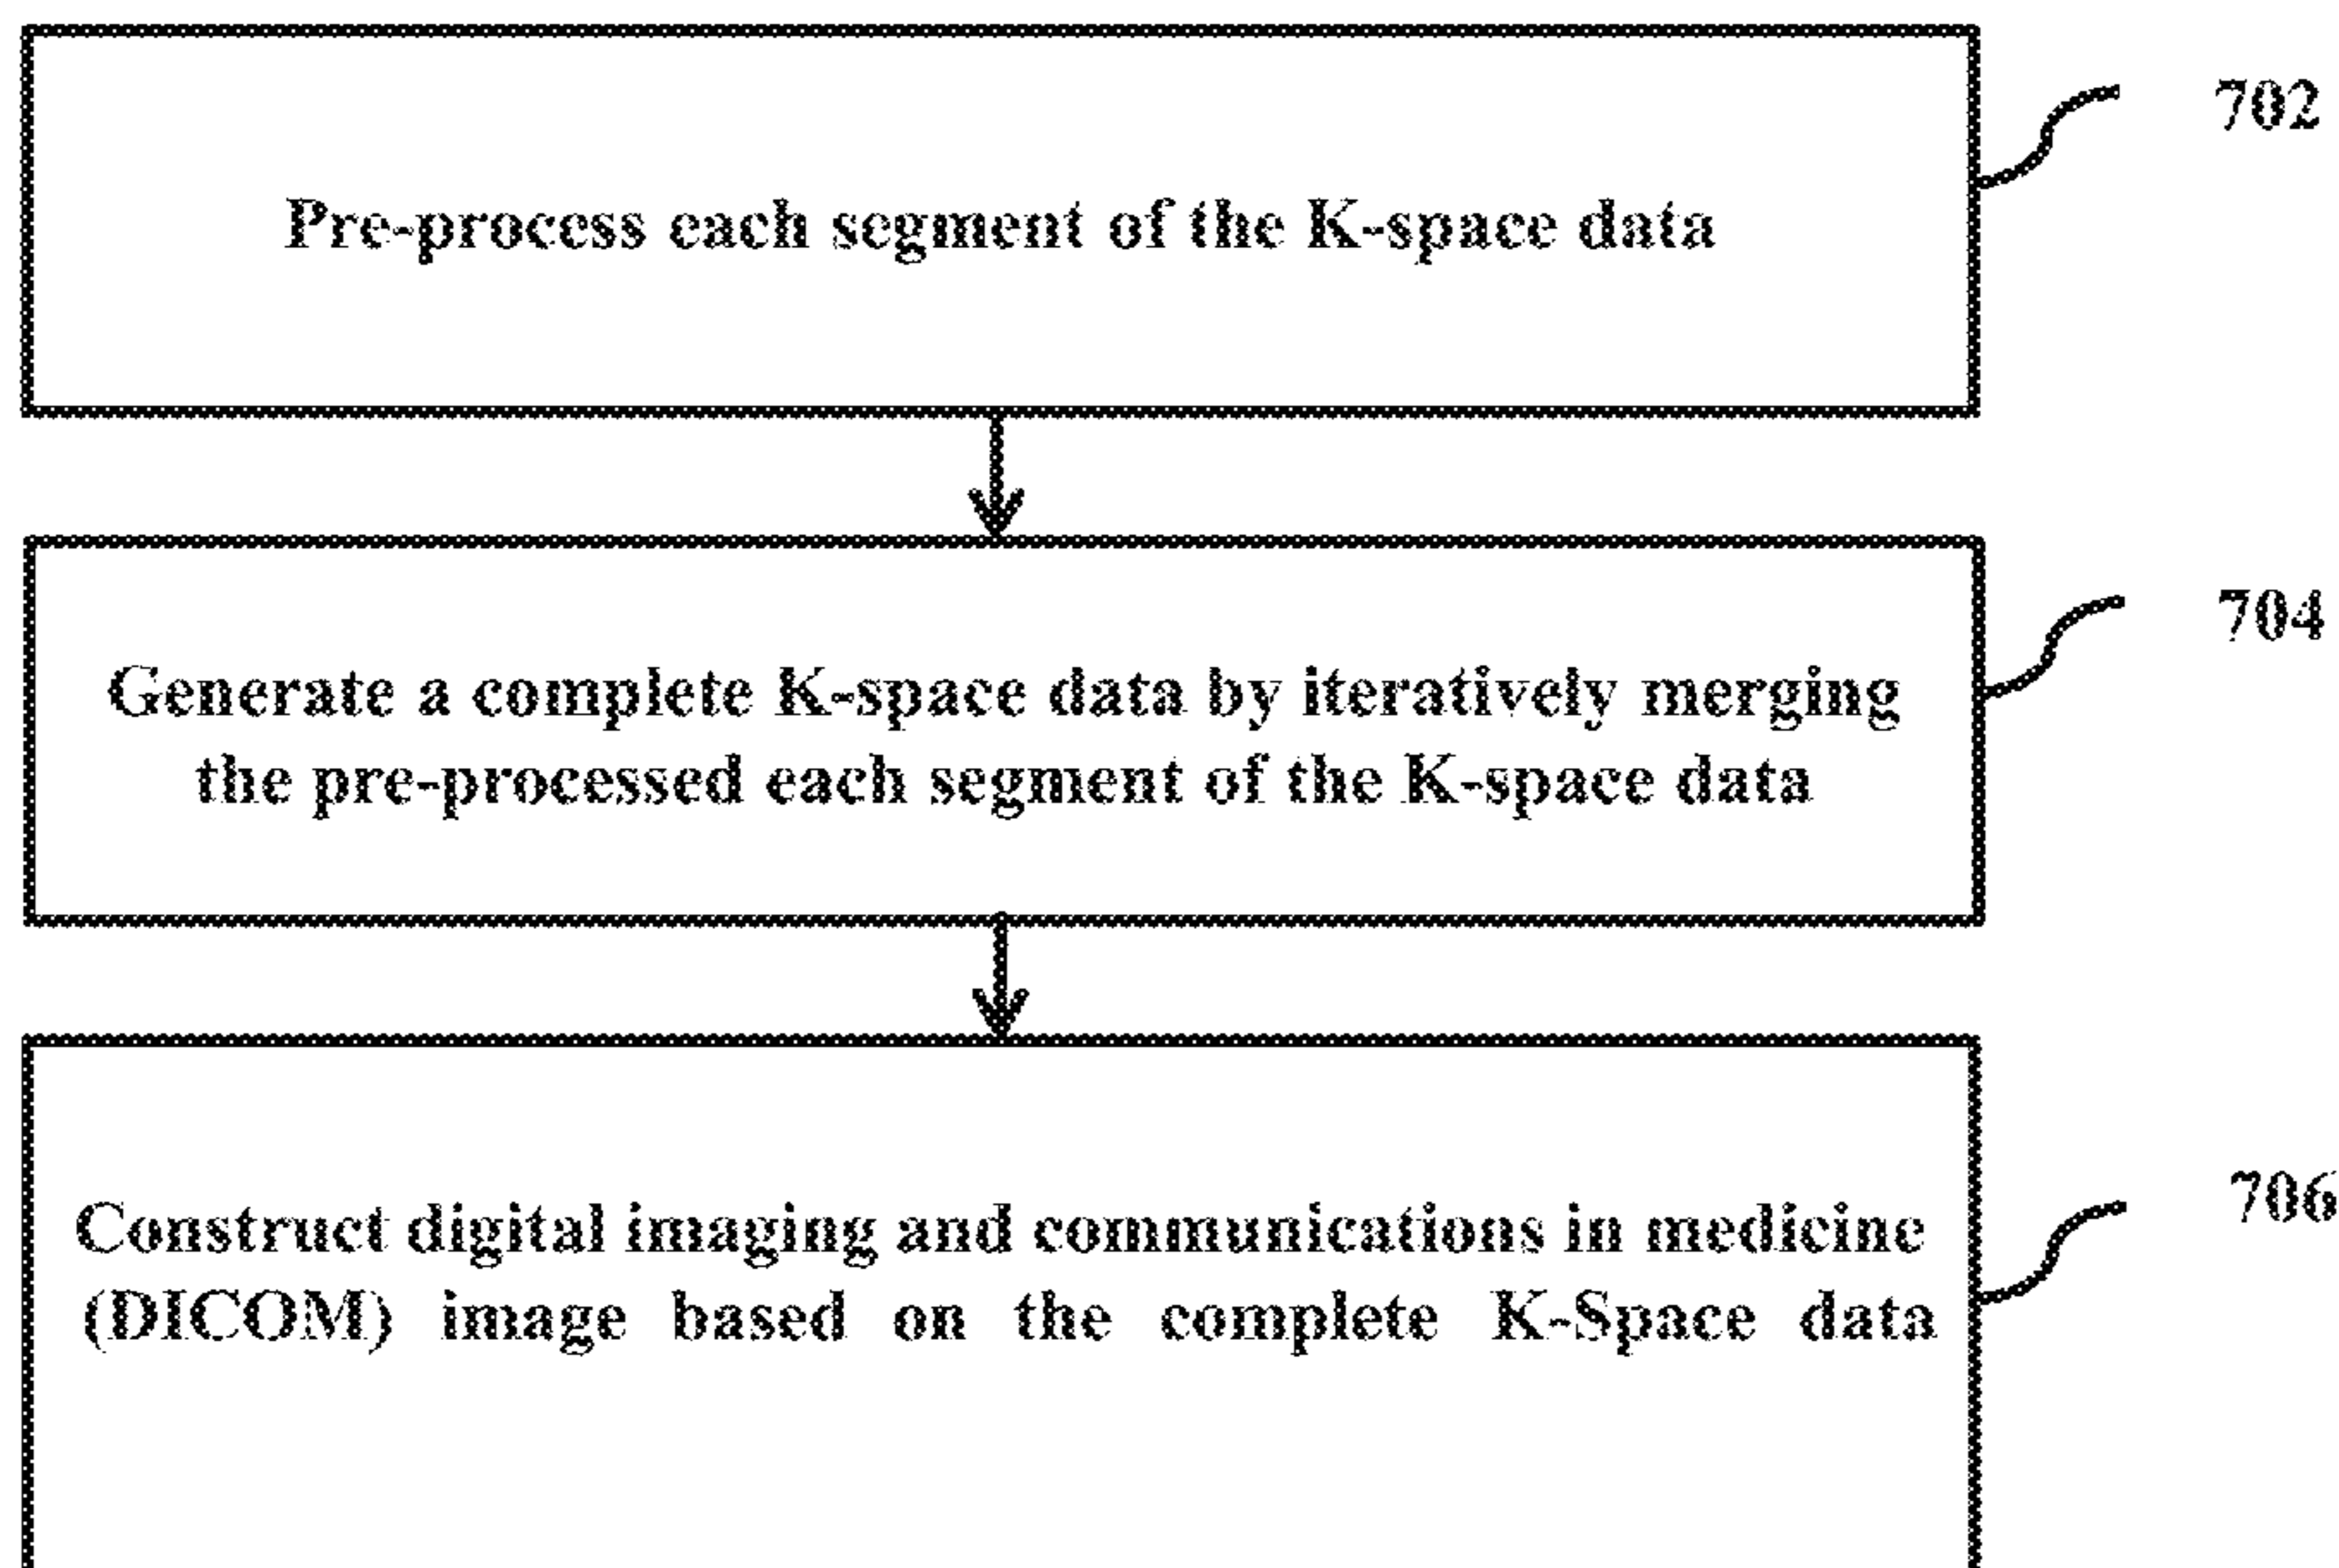 702
Pre-process each segment of the K-space data
704
Generate a complete K-space data by iteratively merging
the pre-processed each segment of the K-space data
706
Construct digital imaging and communications in medicine
(DICOM) image based on the complete K-Space data